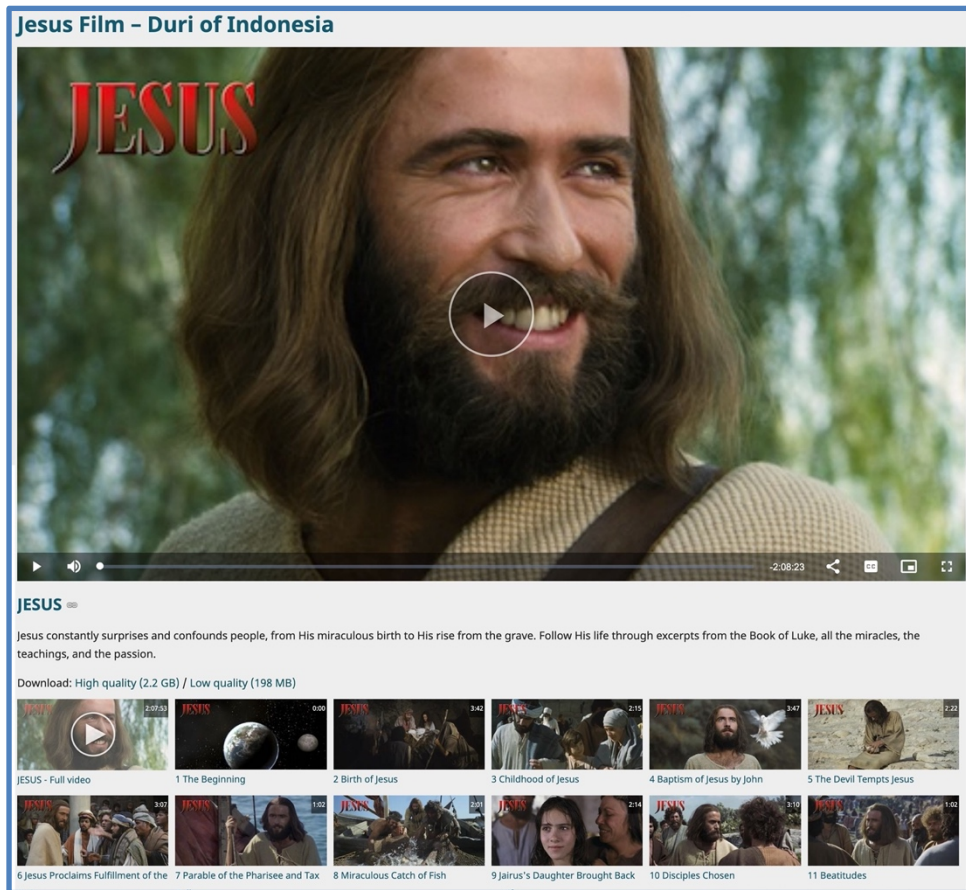 Jesus Film – Duri of Indonesia
JESUS
-2:08:23
CC
JESUS
Jesus constantly surprises and confounds people, from His miraculous birth to His rise from the grave. Follow His life through excerpts from the Book of Luke, all the miracles, the
teachings, and the passion.
Download: High quality (2.2 GB) / Low quality (198 MB)
JESUS 2:07:53 JESUS 0:00 JESUS 3:42 JESUS 2:15 JESUS 3:47 JESUS 2:22
JESUS - Full video 1 The Beginning 2 Birth of Jesus 3 Childhood of Jesus 4 Baptism of Jesus by John 5 The Devil Tempts Jesus
JESUS 3:07 JESUS 1:02 JESUS 2:01 JESUS 2:14 JESUS 3:10 JESUS 1:02
6 Jesus Proclaims Fulfillment of the 7 Parable of the Pharisee and Tax 8 Miraculous Catch of Fish 9 Jairus's Daughter Brought Back 10 Disciples Chosen 11 Beatitudes